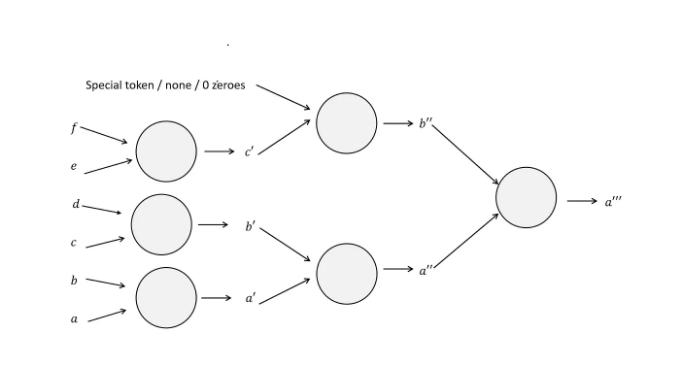 Special token / none / 0 zeroes
f
e
c′
b′′
d
c
b′
a′′′
b
a
a′
a′′